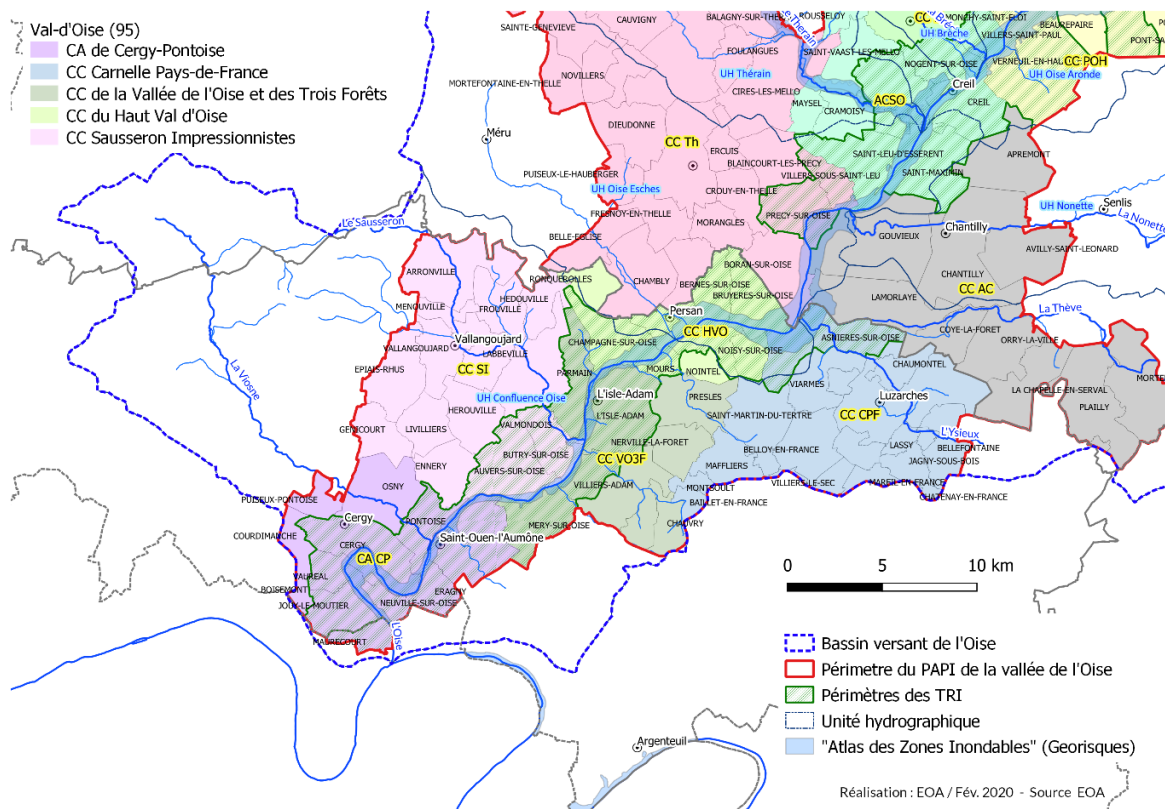 Val-d'Oise (95)
CA de Cergy-Pontoise
CC Carnelle Pays-de-France
CC de la Vallée de l'Oise et des Trois Forêts
CC du Haut Val d'Oise
CC Sausseron Impressionnistes
SAINTE-GENEVIEVE
CAUVIGNY
BALAGNY-SUR-THER
ROUSSELOY
CC
MONCHY-SAINT-ELOI
BEAUREPAIRE
UH Brèche
VILLERS-SAINT-PAUL
PONT-SA
FOULANGUES
SAINT-VAAST-LES-MELLO
NOGENT-SUR-OISE
VERNEUIL-EN-HAL
CC POH
UH Oise Aronde
NOVILLERS
UH Thérain
MORTEFONTAINE-EN-THELLE
CIRES-LES-MELLO
MAYSEL
ACSO
Creil
CREIL
CRAMOISY
DIEUDONNE
Méru
CC Th
ERCUIS
SAINT-LEU-D'ESSERENT
APREMONT
BLAINCOURT-LES-PRECY
PUISEUX-LE-HAUBERGER
VILLERS-SOUS-SAINT-LEU
SAINT-MAXIMIN
UH Oise Esches
CROUY-EN-THELLE
UH Nonette
Senlis
La Nonette
FRESNOY-EN-THELLE
PRECY-SUR-OISE
Le Sausseron
MORANGLES
Chantilly
BELLE-EGLISE
GOUVIEUX
AVILLY-SAINT-LEONARD
ARRONVILLE
RONQUEROLLES
BORAN-SUR-OISE
CHANTILLY
CHAMBLY
BERNES-SUR-OISE
CC AC
HEDOUVILLE
BRUYERES-SUR-OISE
LAMORLAYE
MENOUVILLE
FROUVILLE
Persan
La Thève
CC HVO
COYE-LA-FORET
Vallangoujard
CHAMPAGNE-SUR-OISE
ASNIERES-SUR-OISE
ORRY-LA-VILLE
VALLANGOUJARD
LABBEVILLE
NOISY-SUR-OISE
La Viosne
EPIAIS-RHUS
CC SI
PARMAIN
MOURS
NOINTEL
CHAUMONTEL
VIARMES
LA CHAPELLE-EN-SERVAL
UH Confluence Oise
L'isle-Adam
PRESLES
Luzarches
PLAILLY
HEROUVILLE
L'ISLE-ADAM
SAINT-MARTIN-DU-TERTRE
CC CPF
GENICOURT
LIVILLIERS
VALMONDOIS
L'Ysieux
NERVILLE-LA-FORET
LASSY
BELLEFONTAINE
BUTRY-SUR-OISE
BELLOY-EN-FRANCE
JAGNY-SOUS-BOIS
ENNERY
AUVERS-SUR-OISE
CC VO3F
MAFFLIERS
OSNY
VILLIERS-ADAM
MONTSOULT
VILLIERS-LE-SEC
MAREIL-EN-FRANCE
PUISEUX-PONTOISE
BAILLET-EN-FRANCE
CHATENAY-EN-FRANCE
Cergy
PONTOISE
MERY-SUR-OISE
CHAUVRY
COURDIMANCHE
CERGY
Saint-Ouen-l'Aumône
CA CP
VAUREAL
BOISEMONT
ERAGNY
JOUY-LE-MOUTIER
NEUVILLE-SUR-OISE
MAURECOURT
L'Oise
0 5 10 km
Bassin versant de l'Oise
Périmetre du PAPI de la vallée de l'Oise
Périmètres des TRI
Unité hydrographique
"Atlas des Zones Inondables" (Georisques)
Argenteuil
Réalisation : EOA / Fév. 2020 - Source EOA